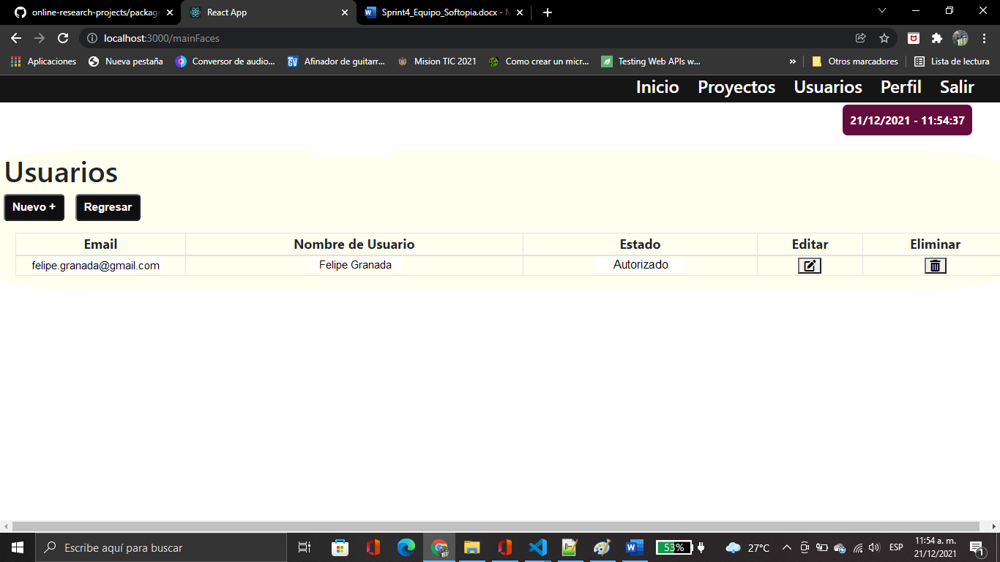 online-research-projects/packag
React App
Sprint4_Equipo_Softopia.docx - M
localhost:3000/mainFaces
Aplicaciones
Nueva pestaña
Conversor de audio...
Afinador de guitarr...
Mision TIC 2021
Como crear un micr...
Testing Web APIs w...
»
Otros marcadores
Lista de lectura
Inicio Proyectos Usuarios Perfil Salir
21/12/2021 - 11:54:37
Usuarios
Nuevo + Regresar
Email Nombre de Usuario Estado Editar Eliminar
felipe.granada@gmail.com Felipe Granada Autorizado
Escribe aquí para buscar
53%
27°C
ESP
11:54 a. m.
21/12/2021
1